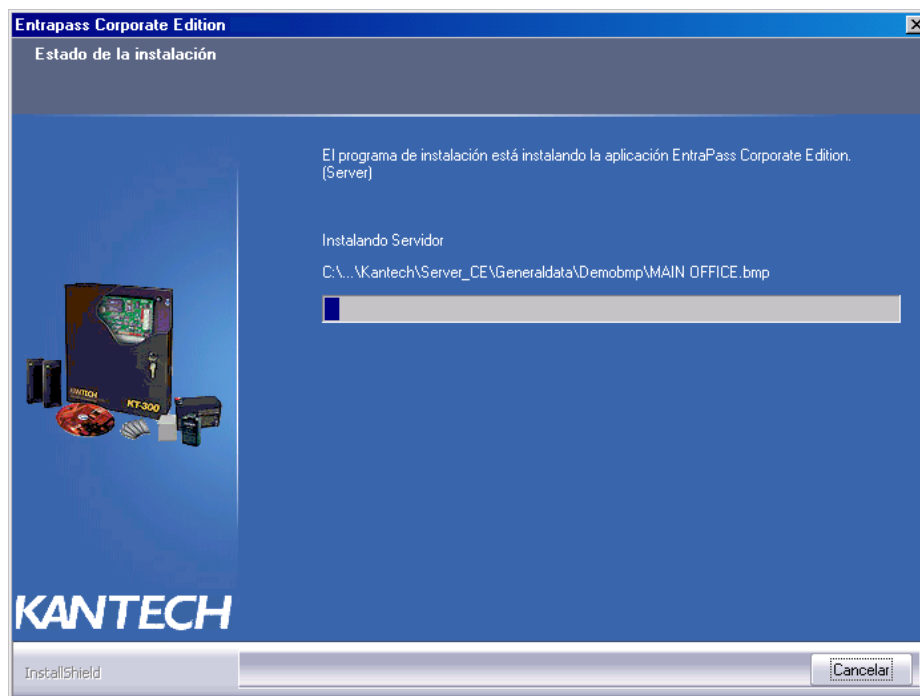 Entrapass Corporate Edition
Estado de la instalación
El programa de instalación está instalando la aplicación EntraPass Corporate Edition.
(Server)
Instalando Servidor
C:\...\Kantech\Server_CE\Generaldata\Demobmp\MAIN OFFICE.bmp
KANTECH
KT-300
KANTECH
InstallShield
Cancelar